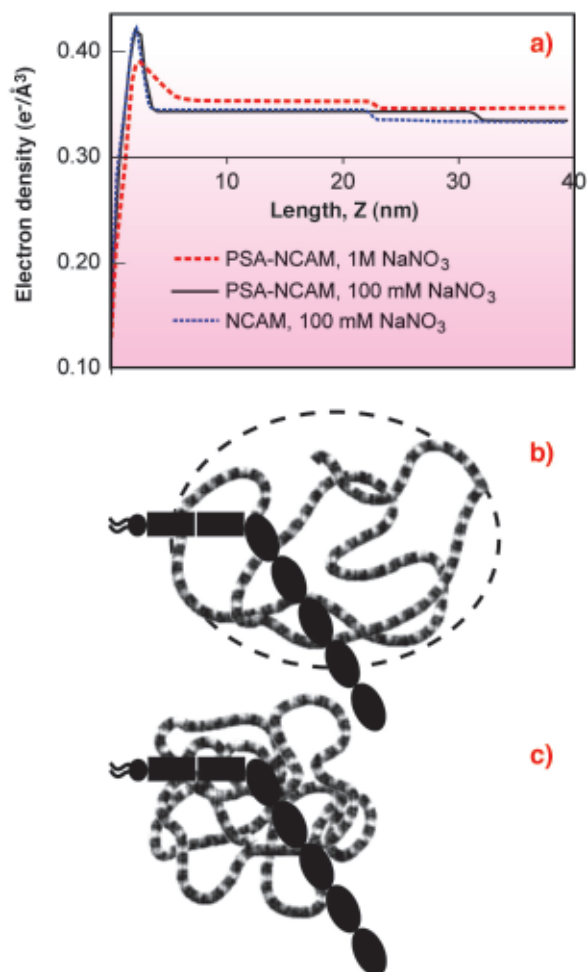 a)
Electron density (e⁻/Å³)
0.40
0.30
0.20
0.10
10
20
30
40
Length, Z (nm)
PSA-NCAM, 1M NaNO₃
PSA-NCAM, 100 mM NaNO₃
NCAM, 100 mM NaNO₃
b)
c)